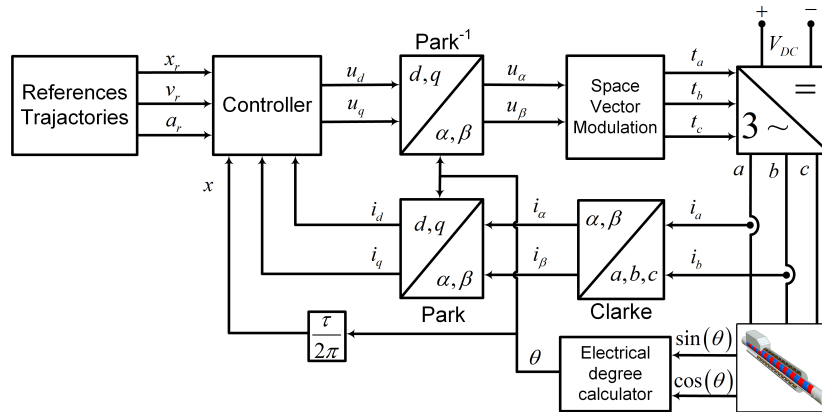 + −
V_DC
Park⁻¹
x_r
v_r
a_r
References
Trajactories
Controller
u_d
u_q
d,q
α,β
u_α
u_β
Space
Vector
Modulation
t_a
t_b
t_c
=
3 ~
a b c
x
i_d
i_q
d,q
α,β
Park
i_α
i_β
α,β
a,b,c
Clarke
i_a
i_b
τ
2π
θ
Electrical
degree
calculator
sin(θ)
cos(θ)